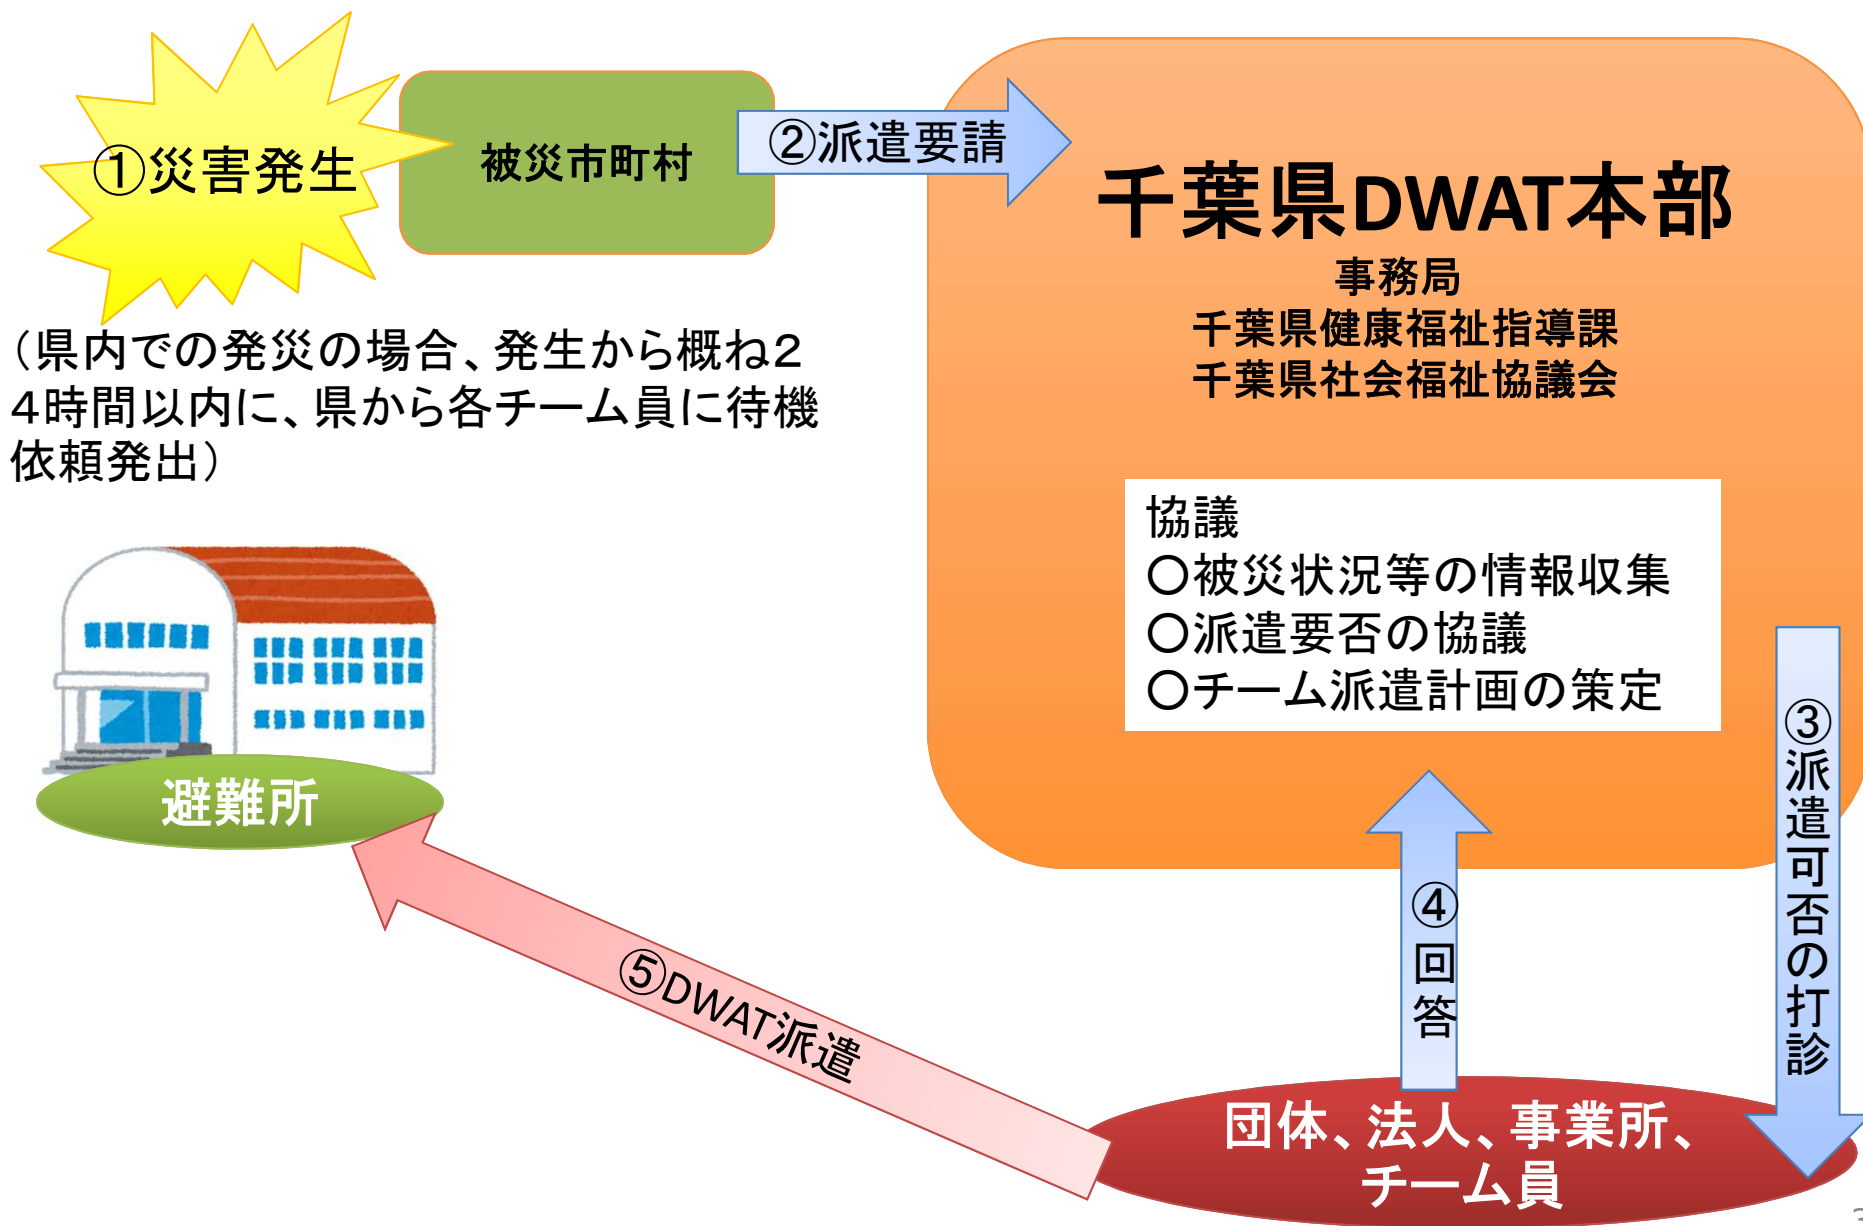 ①災害発生
被災市町村
②派遣要請
(県内での発災の場合、発生から概ね2
4時間以内に、県から各チーム員に待機
依頼発出)
千葉県DWAT本部
事務局
千葉県健康福祉指導課
千葉県社会福祉協議会
協議
○被災状況等の情報収集
○派遣要否の協議
○チーム派遣計画の策定
③派遣可否の打診
④回答
避難所
⑤DWAT派遣
団体、法人、事業所、
チーム員